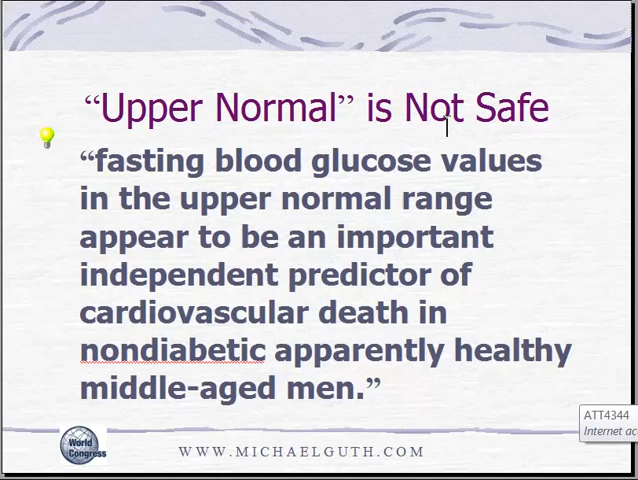 “Upper Normal” is Not Safe
“fasting blood glucose values
in the upper normal range
appear to be an important
independent predictor of
cardiovascular death in
nondiabetic apparently healthy
middle-aged men.”
ATT4344
Internet ac
World
Congress
WWW.MICHAELGUTH.COM